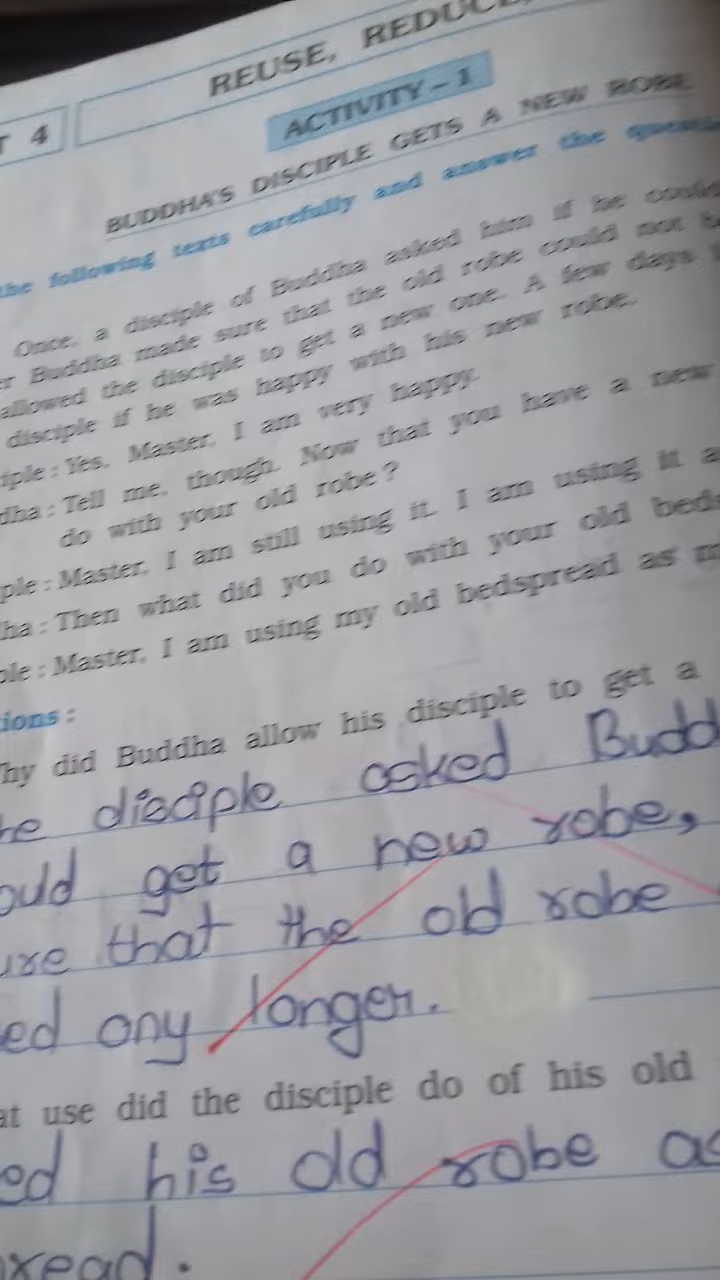 REUSE, REDUCE,
T 4
ACTIVITY – 1
BUDDHA'S DISCIPLE GETS A NEW ROBE
the following texts carefully and answer the
Once, a disciple of Buddha asked him if he could
er Buddha made sure that the old robe could not b
allowed the disciple to get a new one. A few days
disciple if he was happy with his new robe.
iple : Yes, Master, I am very happy.
dha : Tell me, though. Now that you have a new
do with your old robe ?
ple : Master, I am still using it. I am using it a
ha : Then what did you do with your old beds
ple : Master, I am using my old bedspread as m
ions :
hy did Buddha allow his disciple to get a
he disciple asked Budd
ould get a new robe,
ure that the old robe
ed any longer.
at use did the disciple do of his old
ed his old robe as
read.